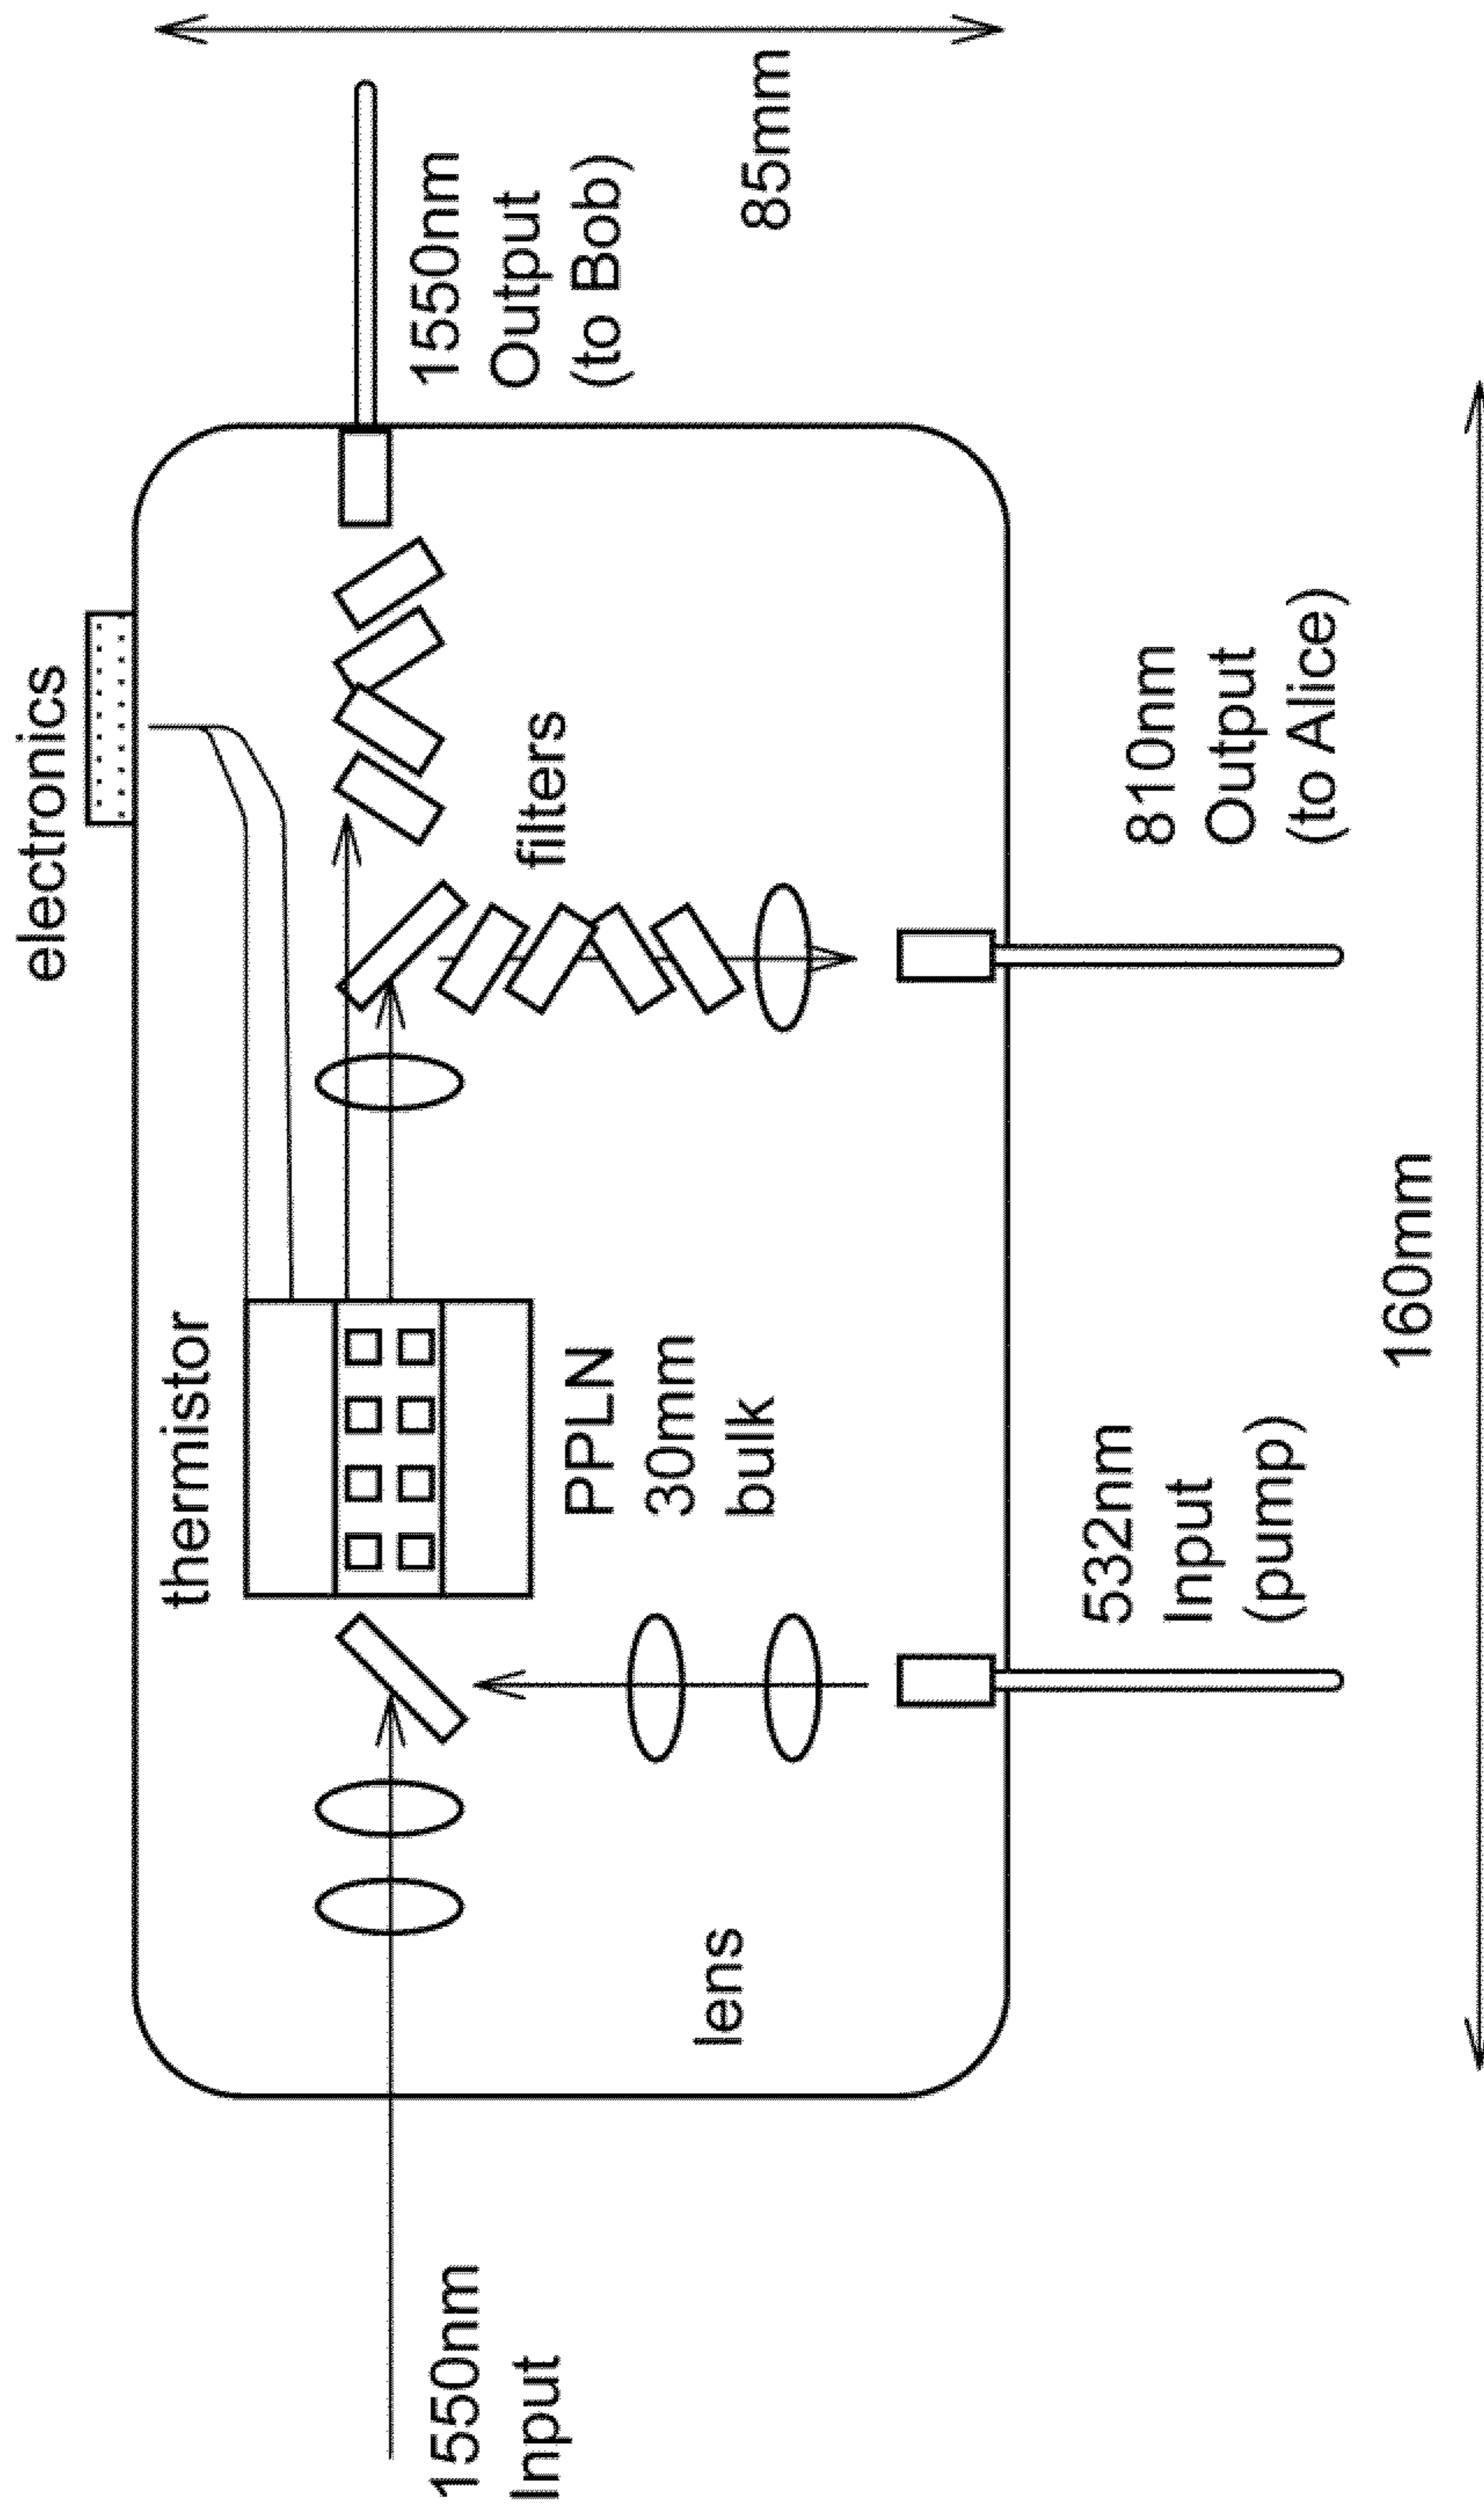 electronics
thermistor
1550nm
Output
(to Bob)
85mm
filters
PPLN
30mm
bulk
lens
1550nm
Input
532nm
Input
(pump)
810nm
Output
(to Alice)
160mm